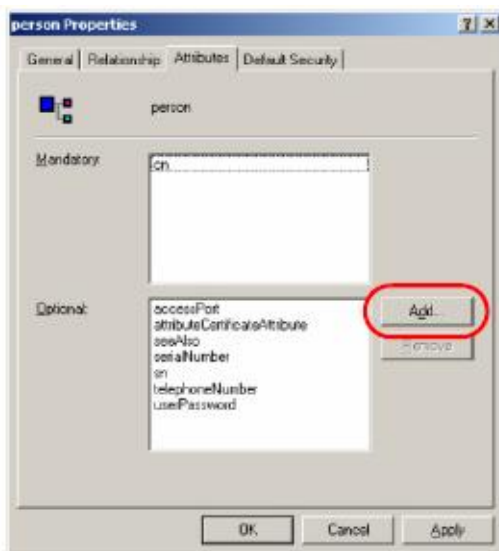 person Properties
General Relationship Attributes Default Security
person
Mandatory:
cn
Optional:
accessPort
attributeCertificateAttribute
seeAlso
serialNumber
sn
telephoneNumber
userPassword
Add...
Remove
OK Cancel Apply